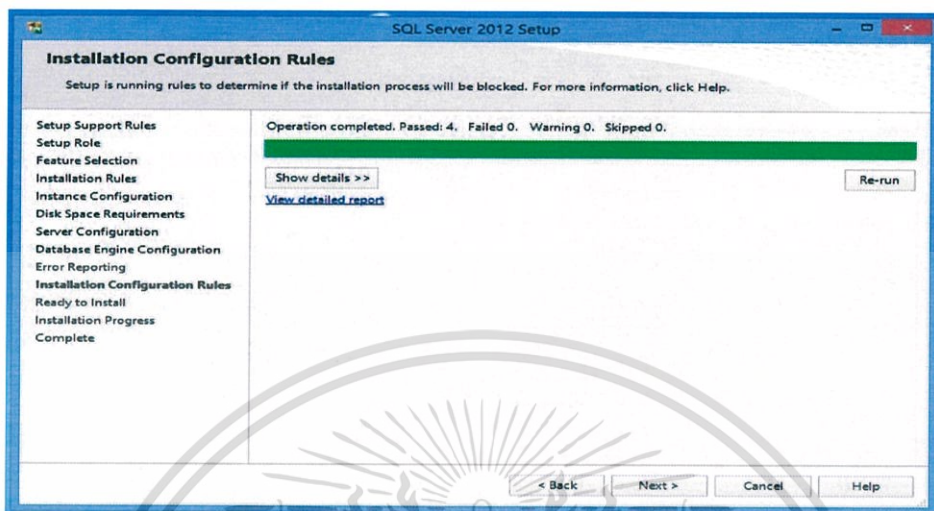 SQL Server 2012 Setup
Installation Configuration Rules
Setup is running rules to determine if the installation process will be blocked. For more information, click Help.
Setup Support Rules
Setup Role
Feature Selection
Installation Rules
Instance Configuration
Disk Space Requirements
Server Configuration
Database Engine Configuration
Error Reporting
Installation Configuration Rules
Ready to Install
Installation Progress
Complete
Operation completed. Passed: 4. Failed 0. Warning 0. Skipped 0.
Show details >>
Re-run
View detailed report
< Back
Next >
Cancel
Help